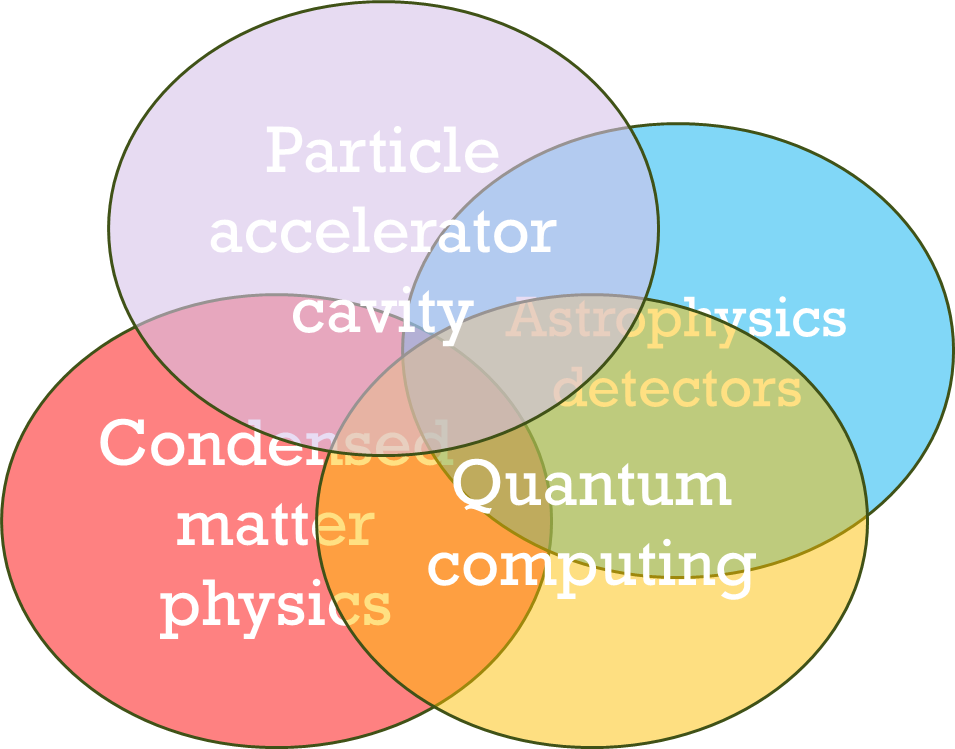 Particle
accelerator
cavity
Astrophysics
detectors
Condensed
matter
physics
Quantum
computing